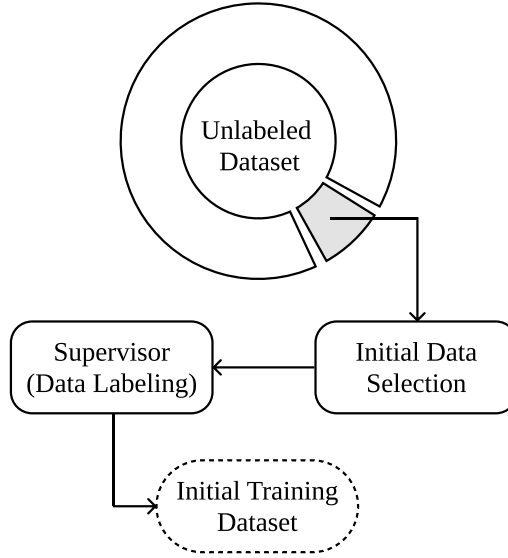 Unlabeled
Dataset
Initial Data
Selection
Supervisor
(Data Labeling)
Initial Training
Dataset